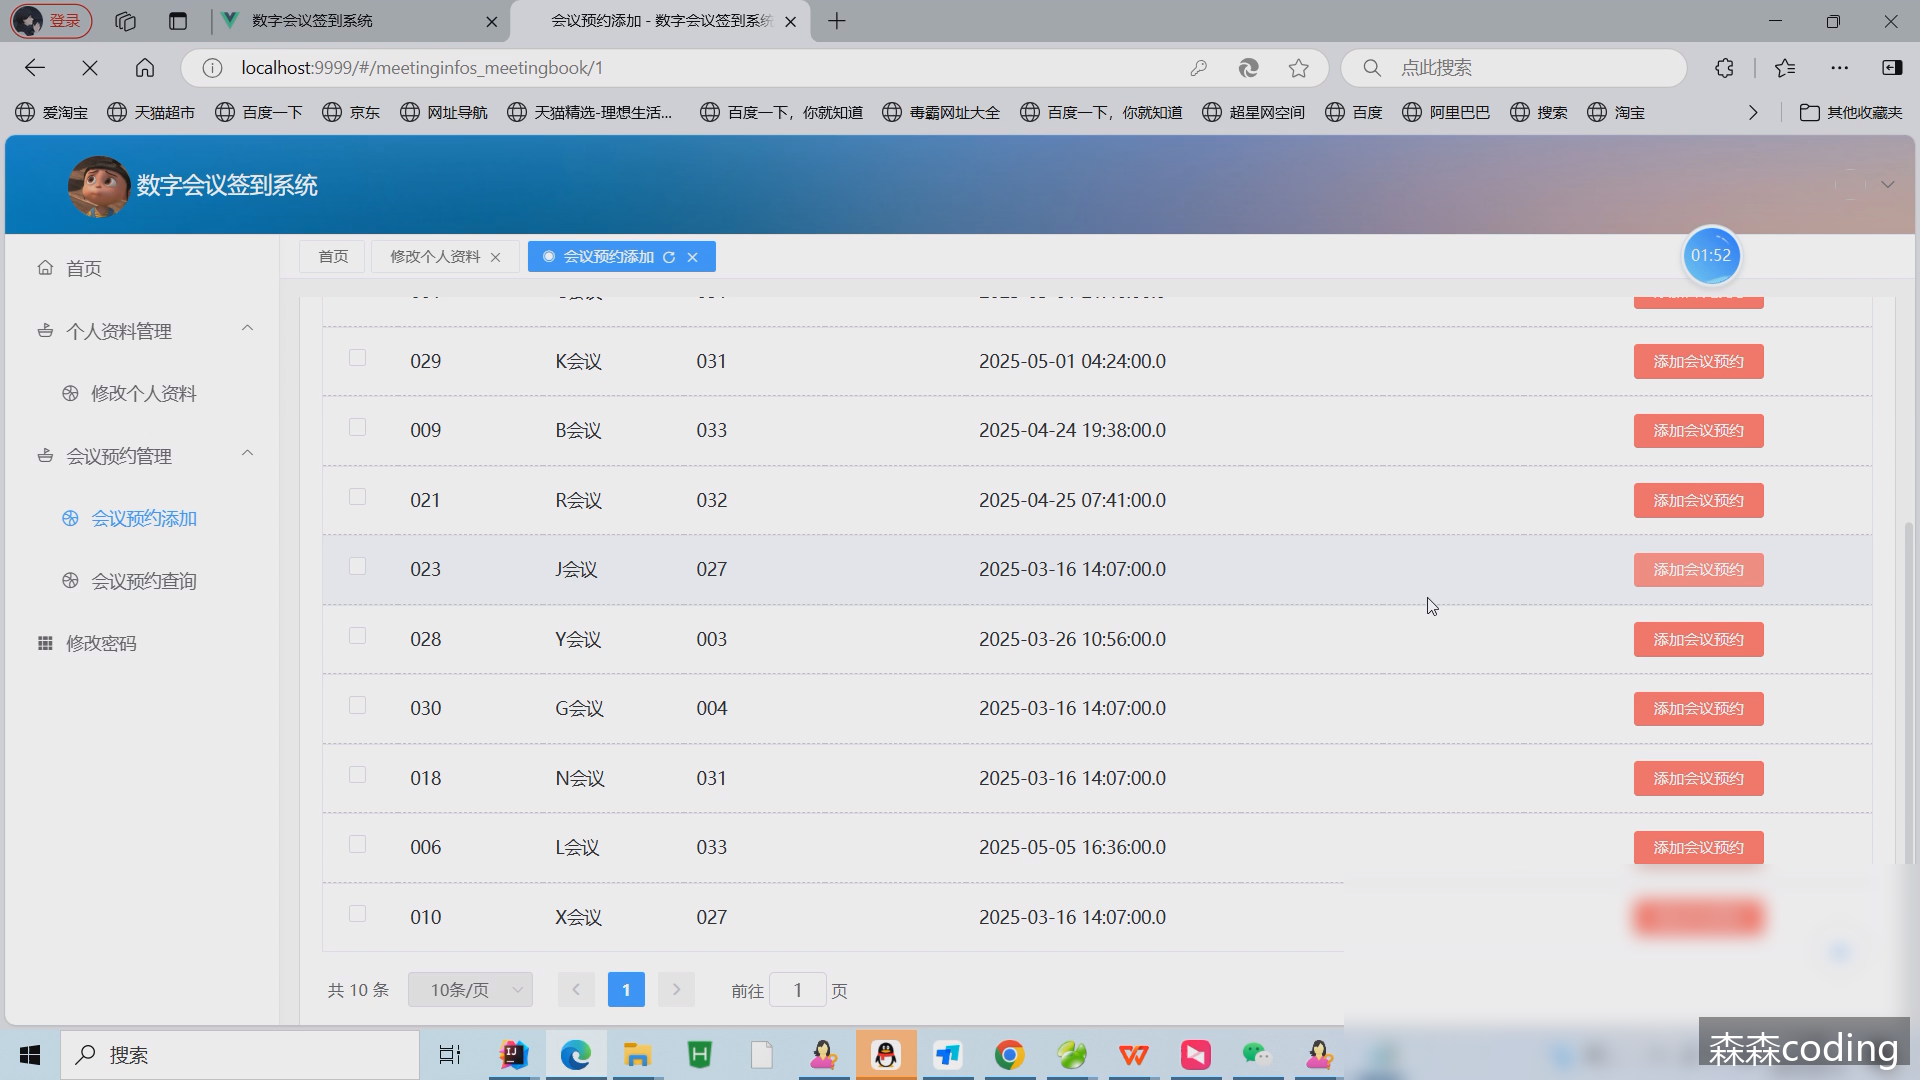 登录
数字会议签到系统
会议预约添加 - 数字会议签到系统
localhost:9999/#/meetinginfos_meetingbook/1
点此搜索
爱淘宝
天猫超市
百度一下
京东
网址导航
天猫精选-理想生活...
百度一下，你就知道
毒霸网址大全
百度一下，你就知道
超星网空间
百度
阿里巴巴
搜索
淘宝
其他收藏夹
数字会议签到系统
首页
修改个人资料
会议预约添加
01:52
首页
个人资料管理
修改个人资料
会议预约管理
会议预约添加
会议预约查询
修改密码
029 K会议 031 2025-05-01 04:24:00.0 添加会议预约
009 B会议 033 2025-04-24 19:38:00.0 添加会议预约
021 R会议 032 2025-04-25 07:41:00.0 添加会议预约
023 J会议 027 2025-03-16 14:07:00.0 添加会议预约
028 Y会议 003 2025-03-26 10:56:00.0 添加会议预约
030 G会议 004 2025-03-16 14:07:00.0 添加会议预约
018 N会议 031 2025-03-16 14:07:00.0 添加会议预约
006 L会议 033 2025-05-05 16:36:00.0 添加会议预约
010 X会议 027 2025-03-16 14:07:00.0
共 10 条
10条/页
1
前往 1 页
搜索
森森coding